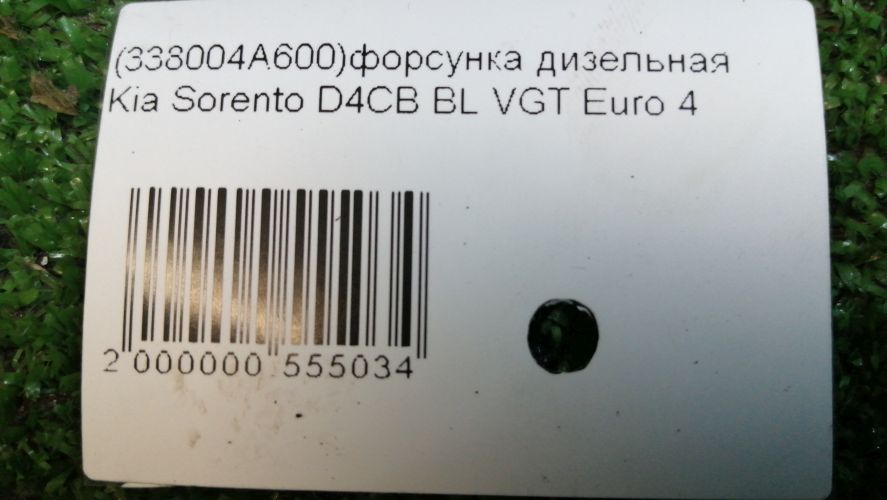 (338004A600)форсунка дизельная
Kia Sorento D4CB BL VGT Euro 4
2 000000 555034